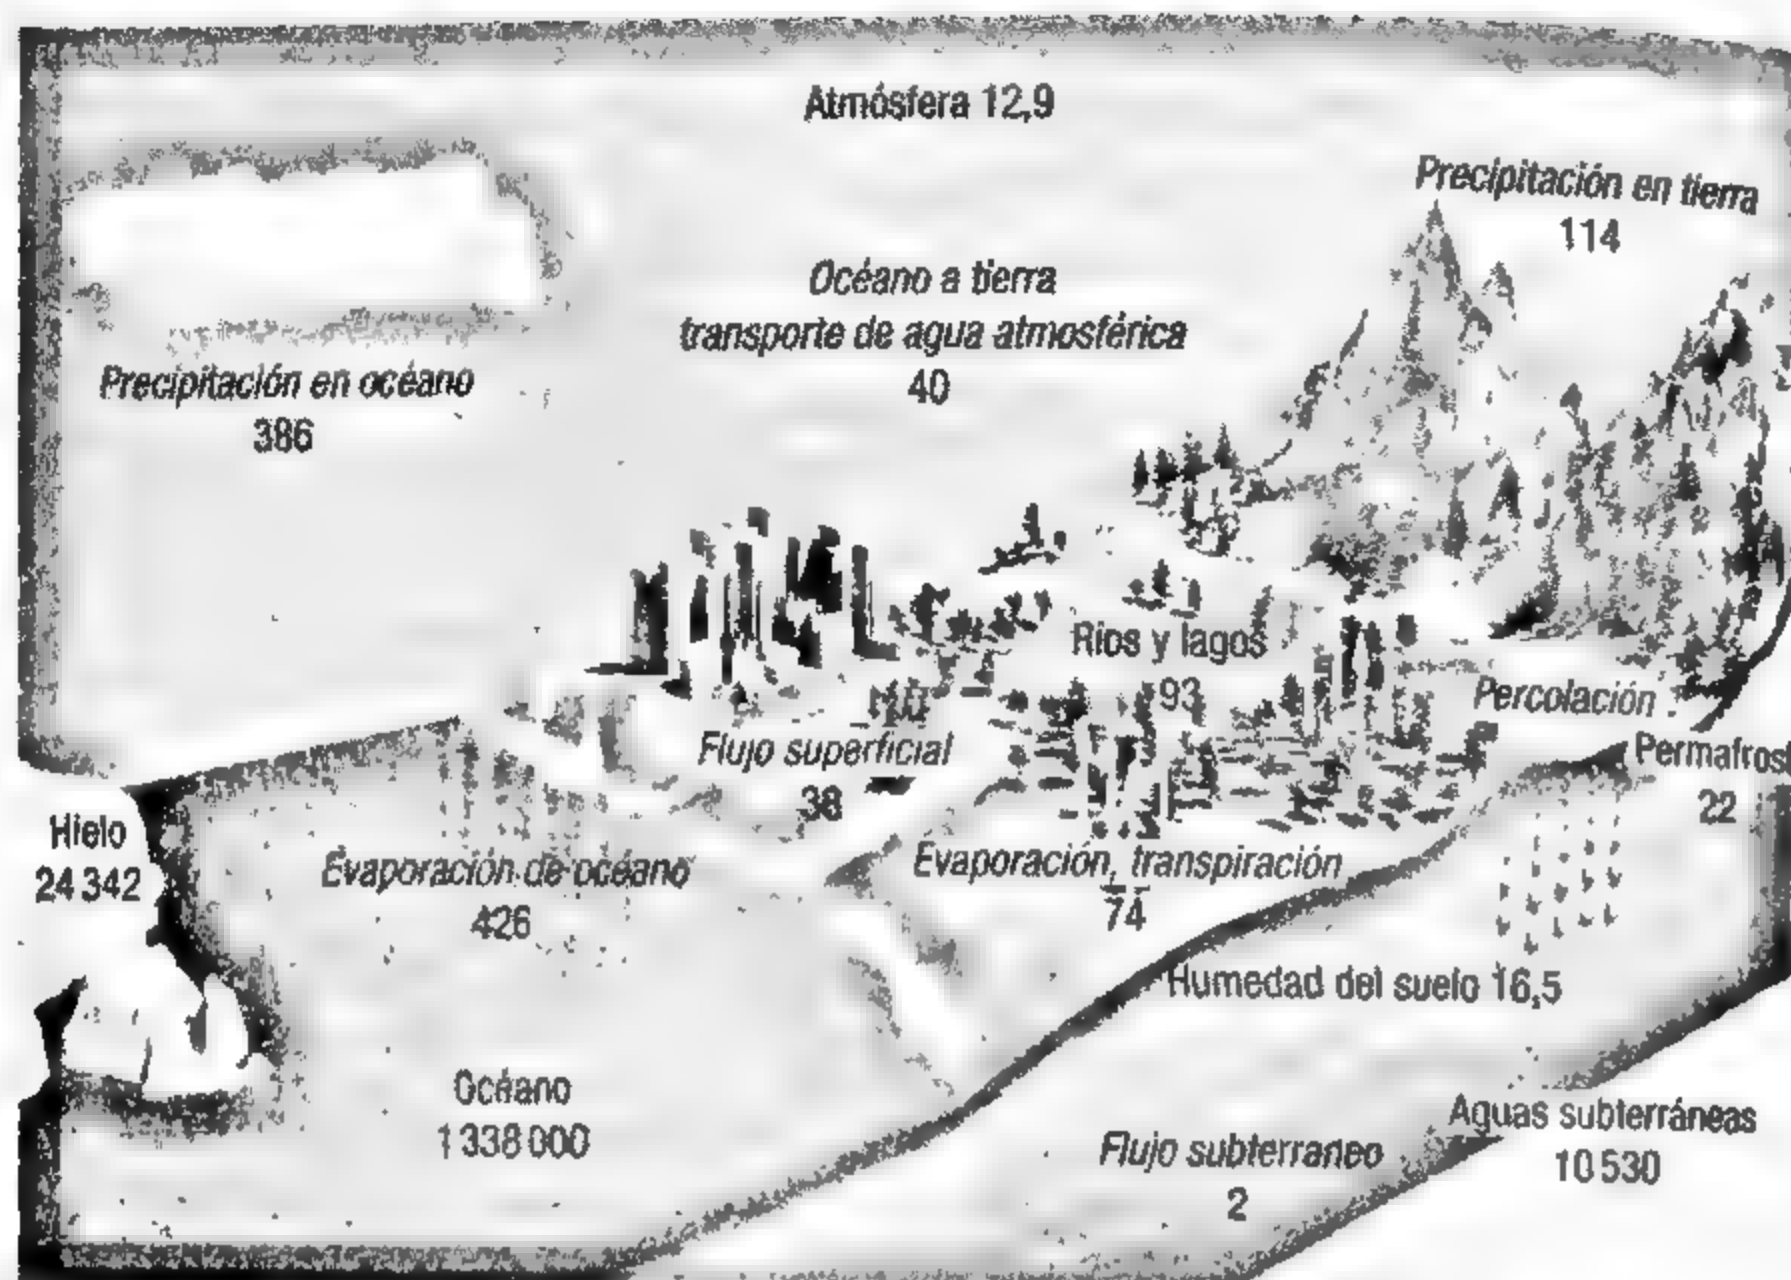 Atmósfera 12,9
Precipitación en tierra
114
Océano a tierra
transporte de agua atmosférica
40
Precipitación en océano
386
Ríos y lagos
193
Percolación
Flujo superficial
38
Permafrost
22
Hielo
24 342
Evaporación de océano
426
Evaporación, transpiración
74
Humedad del suelo 16,5
Océano
1 338 000
Aguas subterráneas
10 530
Flujo subterraneo
2